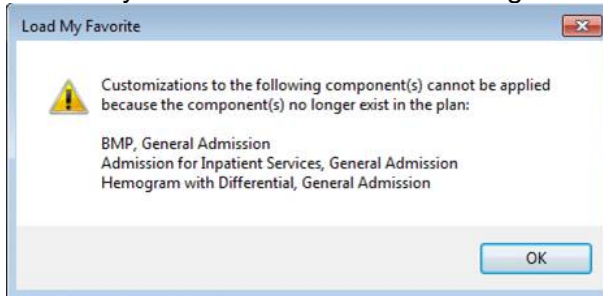 Load My Favorite
Customizations to the following component(s) cannot be applied
because the component(s) no longer exist in the plan:
BMP, General Admission
Admission for Inpatient Services, General Admission
Hemogram with Differential, General Admission
OK